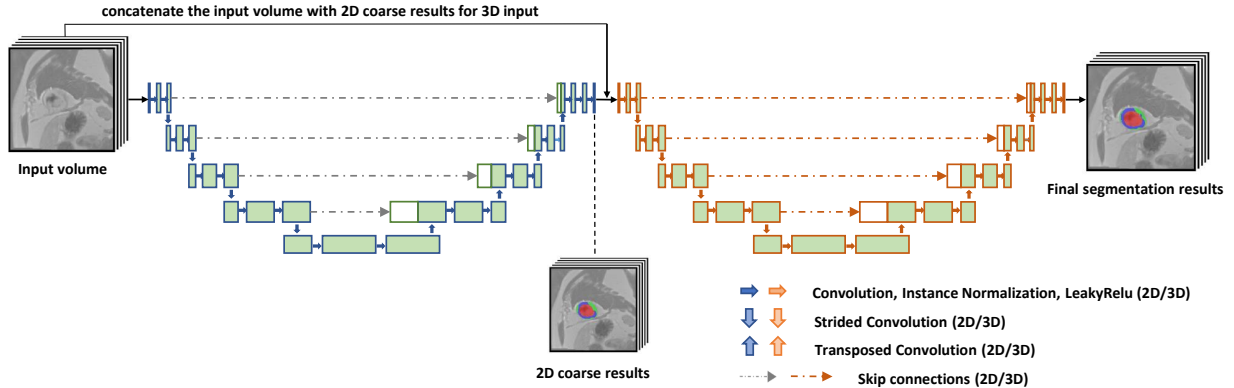 concatenate the input volume with 2D coarse results for 3D input
Input volume
Final segmentation results
2D coarse results
Convolution, Instance Normalization, LeakyRelu (2D/3D)
Strided Convolution (2D/3D)
Transposed Convolution (2D/3D)
Skip connections (2D/3D)